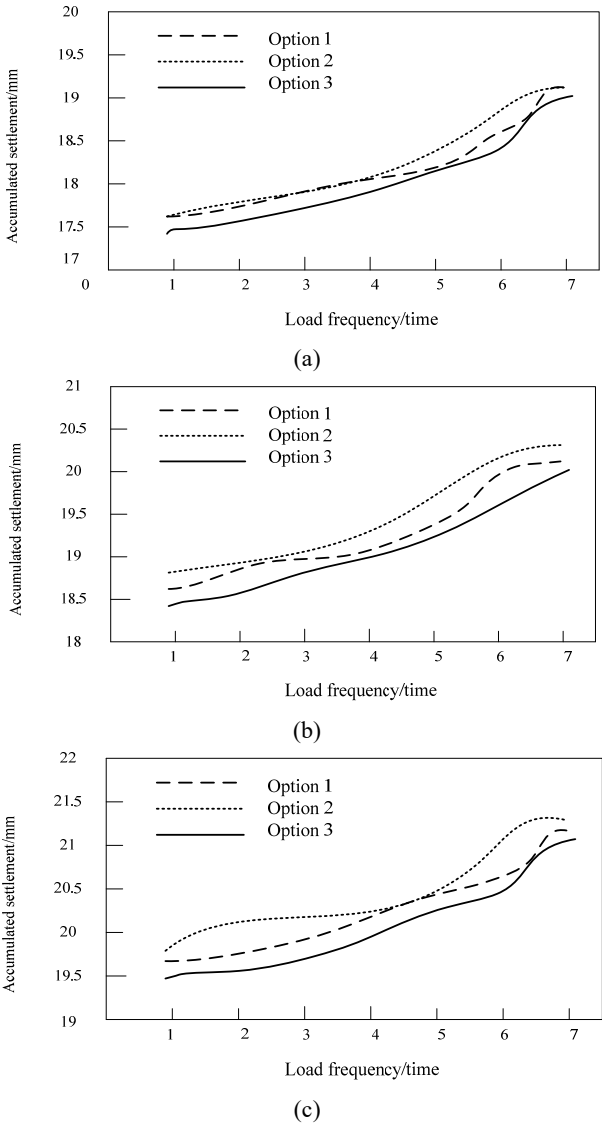 20
19
18.5
18
17.5
17
0
Accumulated settlement/mm
Option 1
Option 2
Option 3
1 2 3 4 5 6 7
Load frequency/time
(a)
21
20.5
20
19.5
19
18.5
18
Accumulated settlement/mm
Option 1
Option 2
Option 3
1 2 3 4 5 6 7
Load frequency/time
(b)
22
21.5
21
20.5
20
19.5
19
Accumulated settlement/mm
Option 1
Option 2
Option 3
1 2 3 4 5 6 7
Load frequency/time
(c)